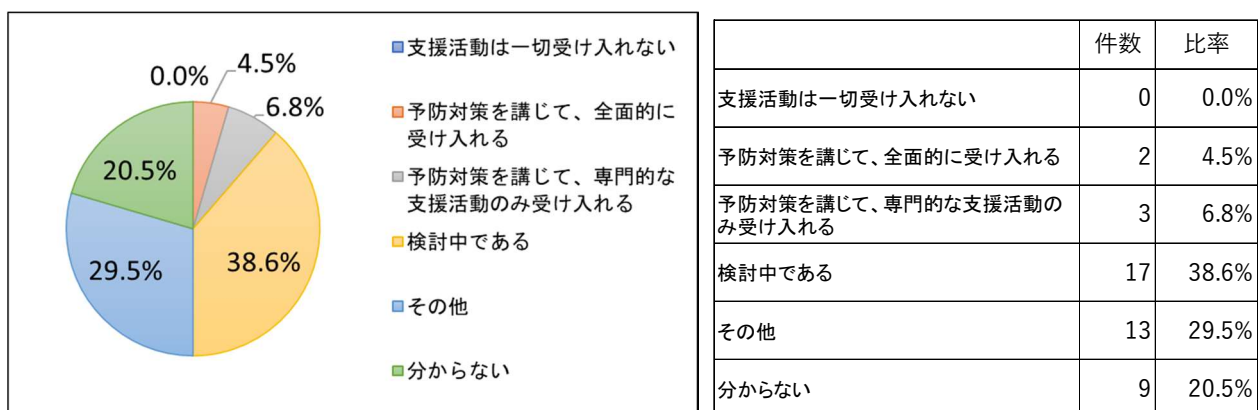 0.0%
4.5%
6.8%
38.6%
29.5%
20.5%
支援活動は一切受け入れない
予防対策を講じて、全面的に
受け入れる
予防対策を講じて、専門的な
支援活動のみ受け入れる
検討中である
その他
分からない
件数 比率
支援活動は一切受け入れない 0 0.0%
予防対策を講じて、全面的に受け入れる 2 4.5%
予防対策を講じて、専門的な支援活動の
み受け入れる 3 6.8%
検討中である 17 38.6%
その他 13 29.5%
分からない 9 20.5%